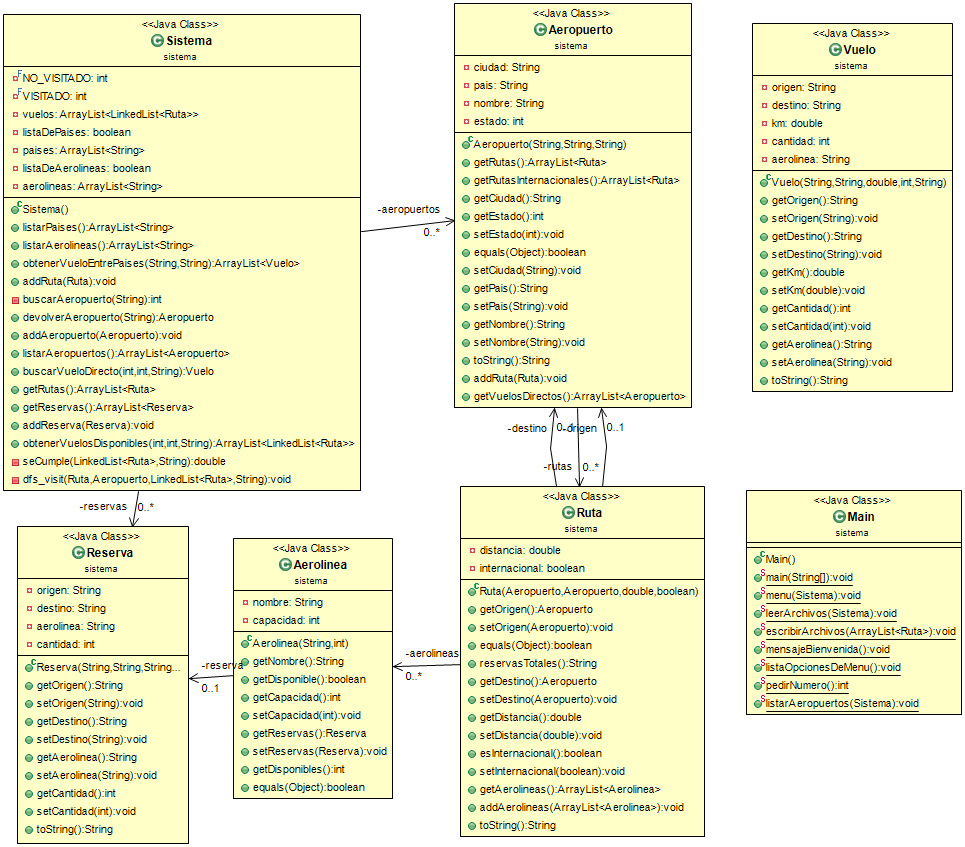 <<Java Class>>
Sistema
sistema
NO_VISITADO: int
VISITADO: int
vuelos: ArrayList<LinkedList<Ruta>>
listaDePaises: boolean
paises: ArrayList<String>
listaDeAerolineas: boolean
aerolineas: ArrayList<String>
Sistema()
listarPaises():ArrayList<String>
listarAerolineas():ArrayList<String>
obtenerVueloEntrePaises(String,String):ArrayList<Vuelo>
addRuta(Ruta):void
buscarAeropuerto(String):int
devolverAeropuerto(String):Aeropuerto
addAeropuerto(Aeropuerto):void
listarAeropuertos():ArrayList<Aeropuerto>
buscarVueloDirecto(int,int,String):Vuelo
getRutas():ArrayList<Ruta>
getReservas():ArrayList<Reserva>
addReserva(Reserva):void
obtenerVuelosDisponibles(int,int,String):ArrayList<LinkedList<Ruta>>
seCumple(LinkedList<Ruta>,String):double
dfs_visit(Ruta,Aeropuerto,LinkedList<Ruta>,String):void
-aeropuertos
0..*
<<Java Class>>
Aeropuerto
sistema
ciudad: String
pais: String
nombre: String
estado: int
Aeropuerto(String,String,String)
getRutas():ArrayList<Ruta>
getRutasInternacionales():ArrayList<Ruta>
getCiudad():String
getEstado():int
setEstado(int):void
equals(Object):boolean
setCiudad(String):void
getPais():String
setPais(String):void
getNombre():String
setNombre(String):void
toString():String
addRuta(Ruta):void
getVuelosDirectos():ArrayList<Aeropuerto>
<<Java Class>>
Vuelo
sistema
origen: String
destino: String
km: double
cantidad: int
aerolinea: String
Vuelo(String,String,double,int,String)
getOrigen():String
setOrigen(String):void
getDestino():String
setDestino(String):void
getKm():double
setKm(double):void
getCantidad():int
setCantidad(int):void
getAerolinea():String
setAerolinea(String):void
toString():String
-destino
0..1
-origen
0..1
-rutas
0..*
-reservas
0..*
<<Java Class>>
Reserva
sistema
origen: String
destino: String
aerolinea: String
cantidad: int
Reserva(String,String,String...
getOrigen():String
setOrigen(String):void
getDestino():String
setDestino(String):void
getAerolinea():String
setAerolinea(String):void
getCantidad():int
setCantidad(int):void
toString():String
-reserva
0..1
<<Java Class>>
Aerolinea
sistema
nombre: String
capacidad: int
Aerolinea(String,int)
getNombre():String
getDisponible():boolean
getCapacidad():int
setCapacidad(int):void
getReservas():Reserva
setReservas(Reserva):void
getDisponibles():int
equals(Object):boolean
-aerolineas
0..*
<<Java Class>>
Ruta
sistema
distancia: double
internacional: boolean
Ruta(Aeropuerto,Aeropuerto,double,boolean)
getOrigen():Aeropuerto
setOrigen(Aeropuerto):void
equals(Object):boolean
reservasTotales():String
getDestino():Aeropuerto
setDestino(Aeropuerto):void
getDistancia():double
setDistancia(double):void
esInternacional():boolean
setInternacional(boolean):void
getAerolineas():ArrayList<Aerolinea>
addAerolineas(ArrayList<Aerolinea>):void
toString():String
<<Java Class>>
Main
sistema
Main()
main(String[]):void
menu(Sistema):void
leerArchivos(Sistema):void
escribirArchivos(ArrayList<Ruta>):void
mensajeBienvenida():void
listaOpcionesDeMenu():void
pedirNumero():int
listarAeropuertos(Sistema):void